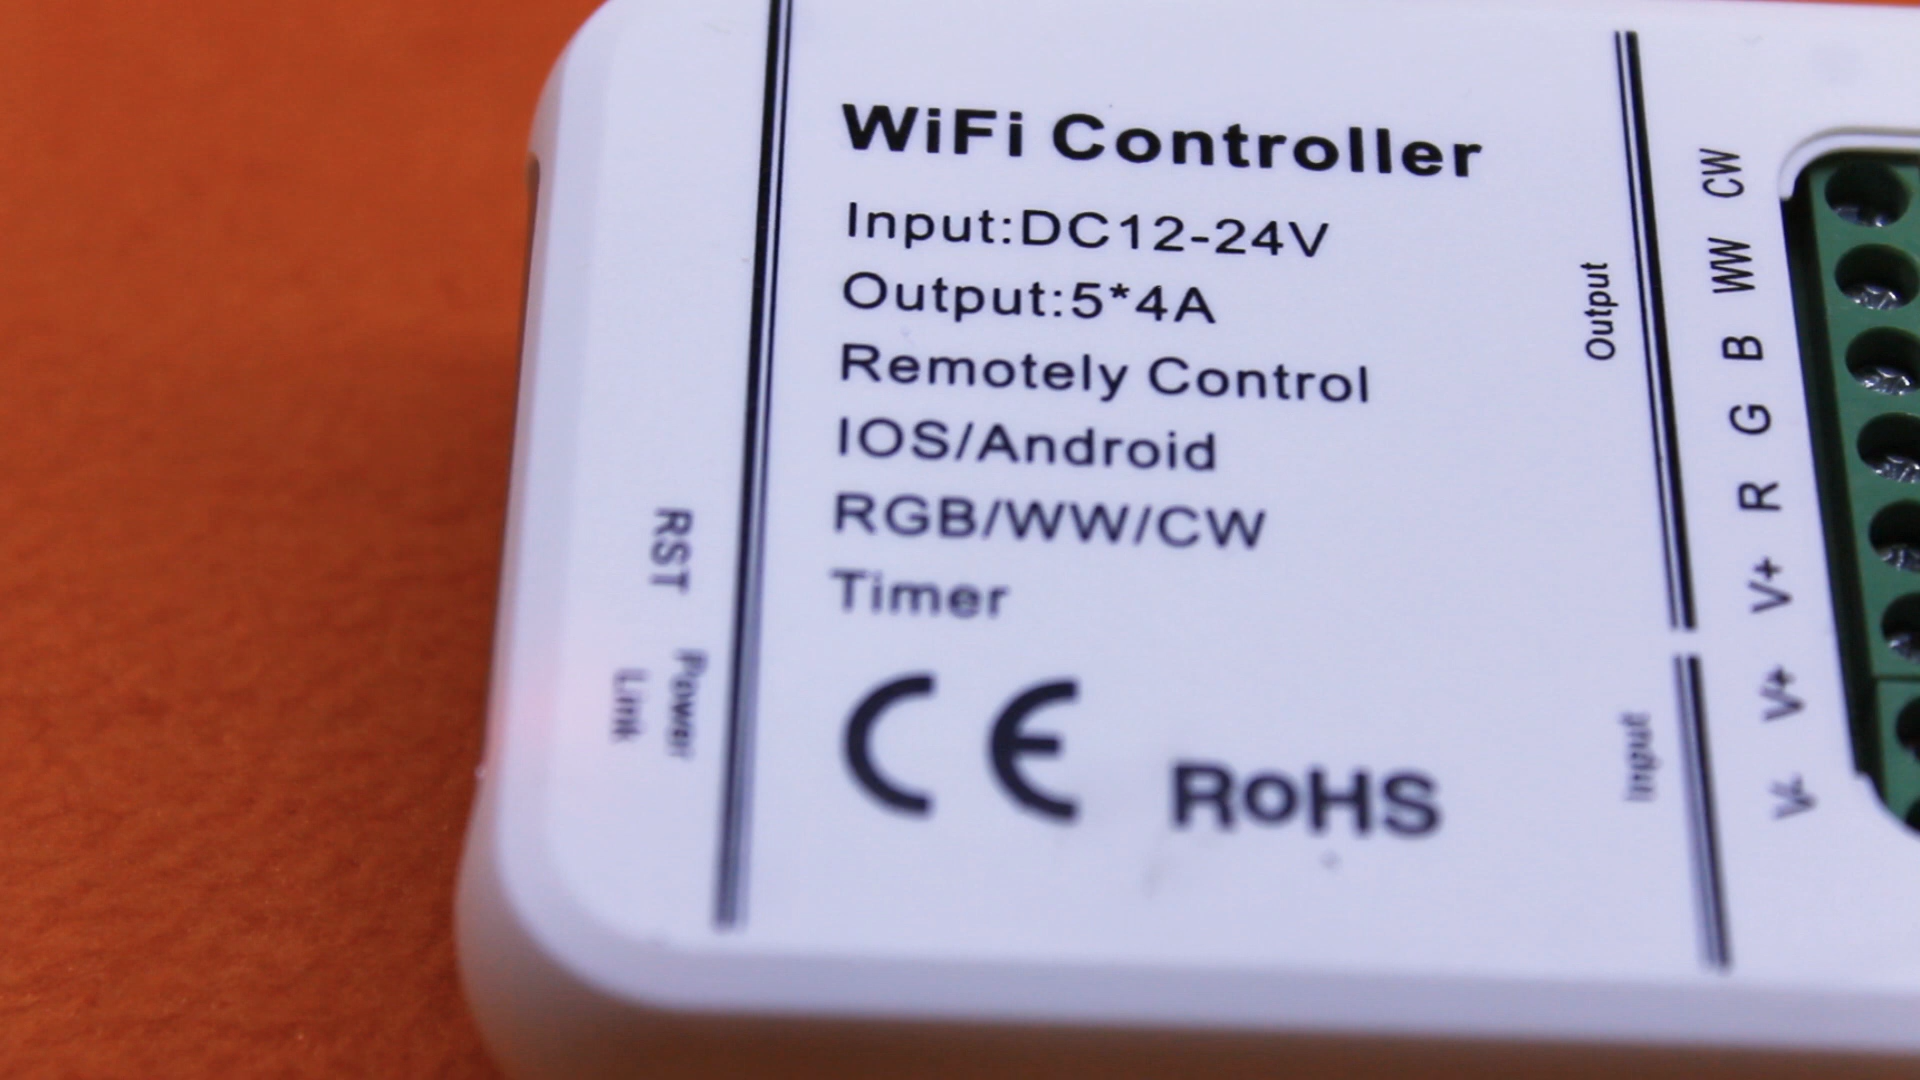 WiFi Controller
Input:DC12-24V
Output:5*4A
Remotely Control
IOS/Android
RGB/WW/CW
Timer
CE RoHS
RST
Power
Link
Output
Input
CW
WW
B
G
R
V+
V+
V-